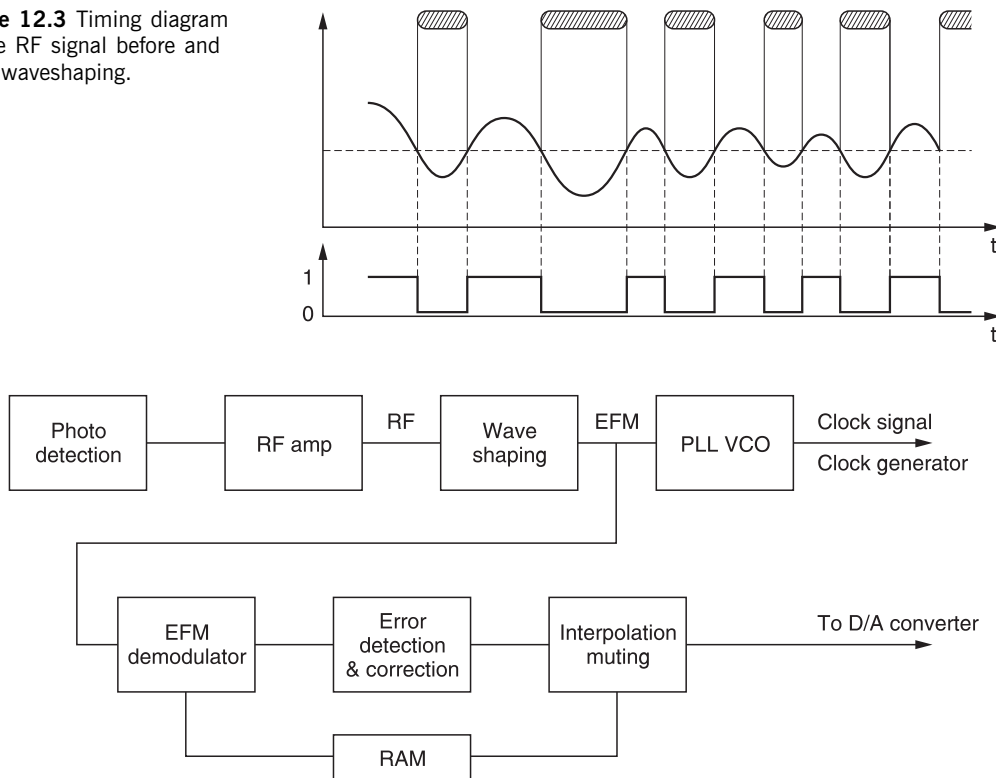 12.3 Timing diagram
RF signal before and
waveshaping.
t
1
0
t
Photo
detection
RF amp
RF
Wave
shaping
EFM
PLL VCO
Clock signal
Clock generator
EFM
demodulator
Error
detection
& correction
Interpolation
muting
To D/A converter
RAM